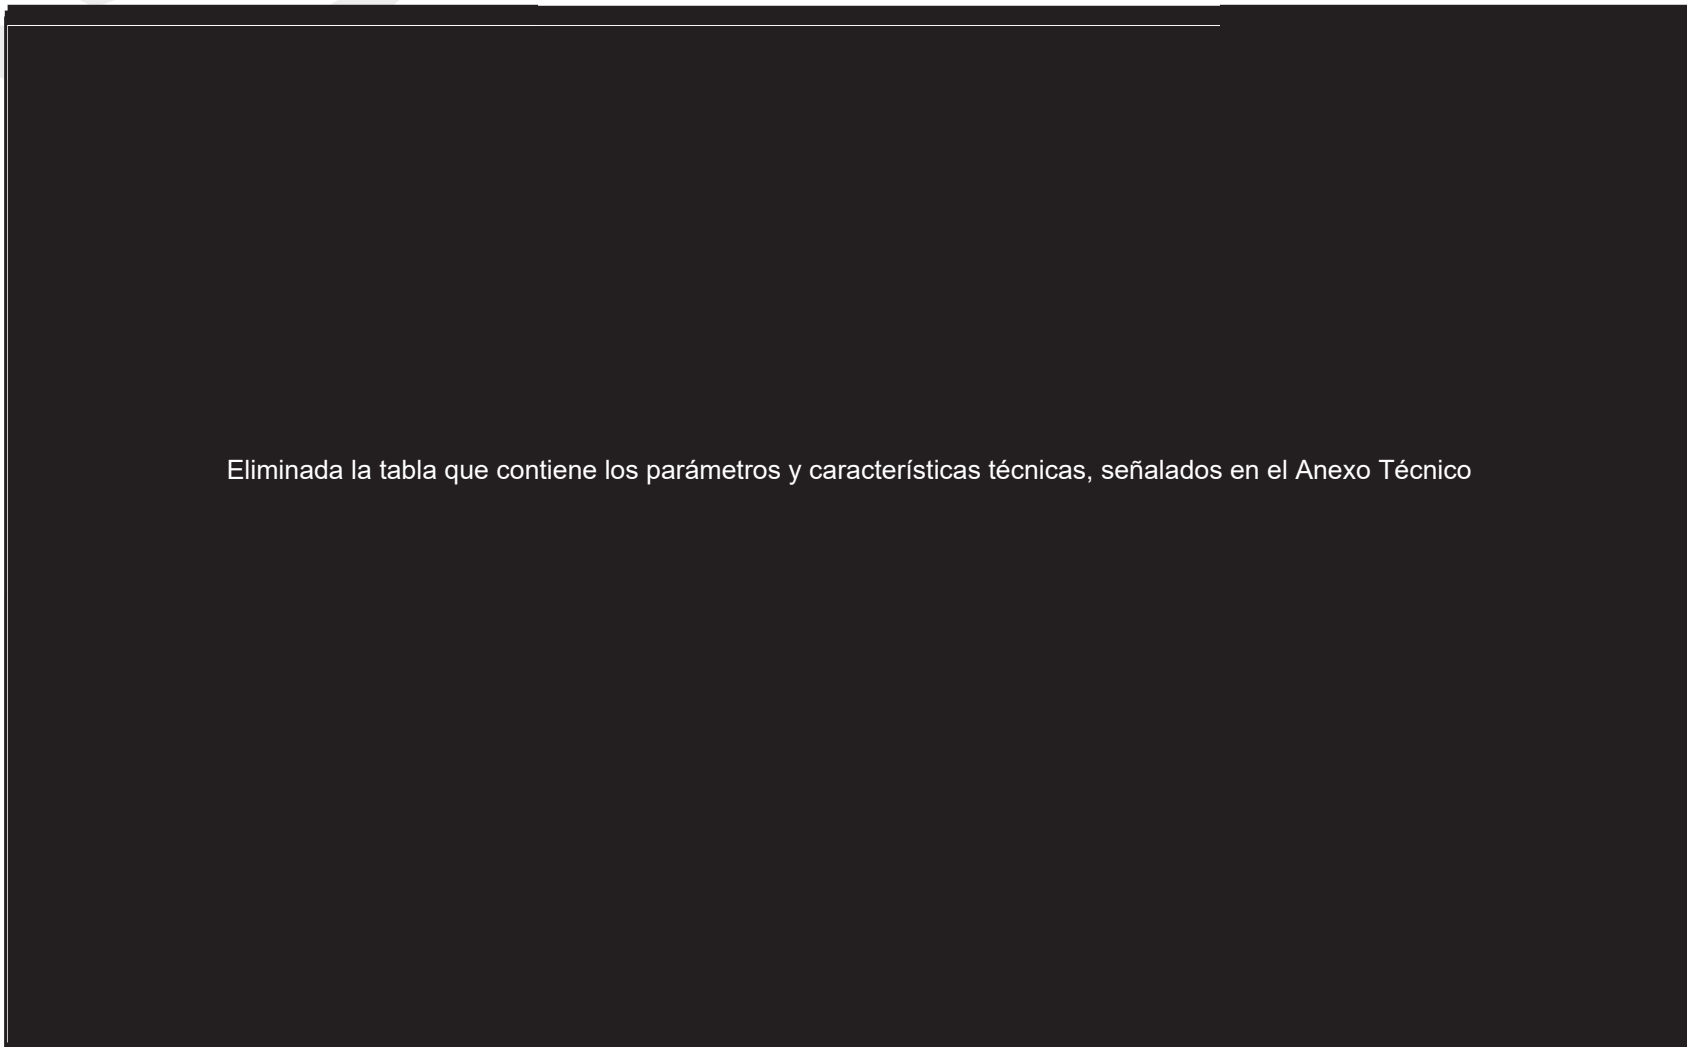 Eliminada la tabla que contiene los parámetros y características técnicas, señalados en el Anexo Técnico